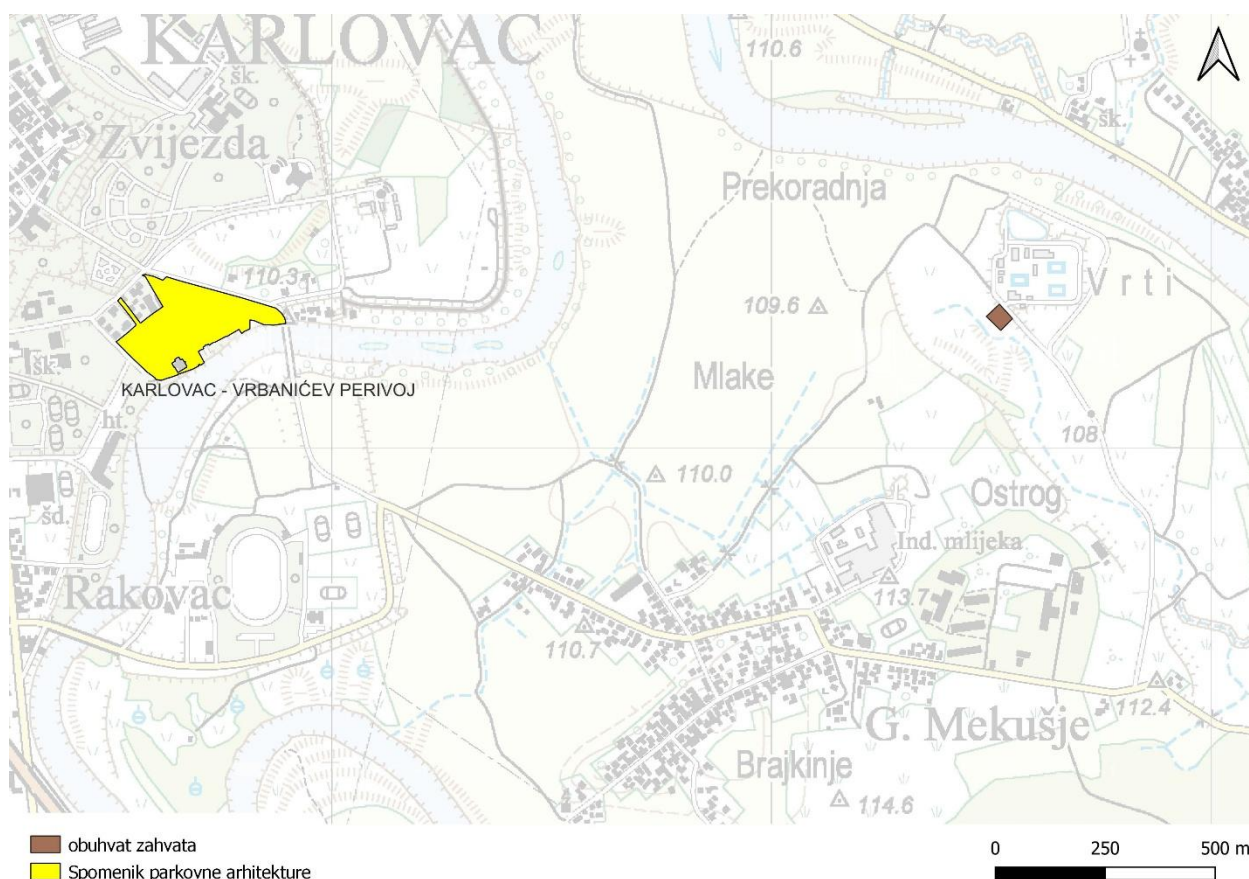 KARLOVAC
110.6
šk.
šk.
Zvijezda
Prekoradnja
110.3
109.6
Vrti
šk.
KARLOVAC - VRBANIĆEV PERIVOJ
Mlake
ht.
108
110.0
Ostrog
šd.
Ind. mlijeka
Rakovac
113.7
110.7
112.4
G. Mekušje
Brajkinje
114.6
obuhvat zahvata
0 250 500 m
Spomenik parkovne arhitekture